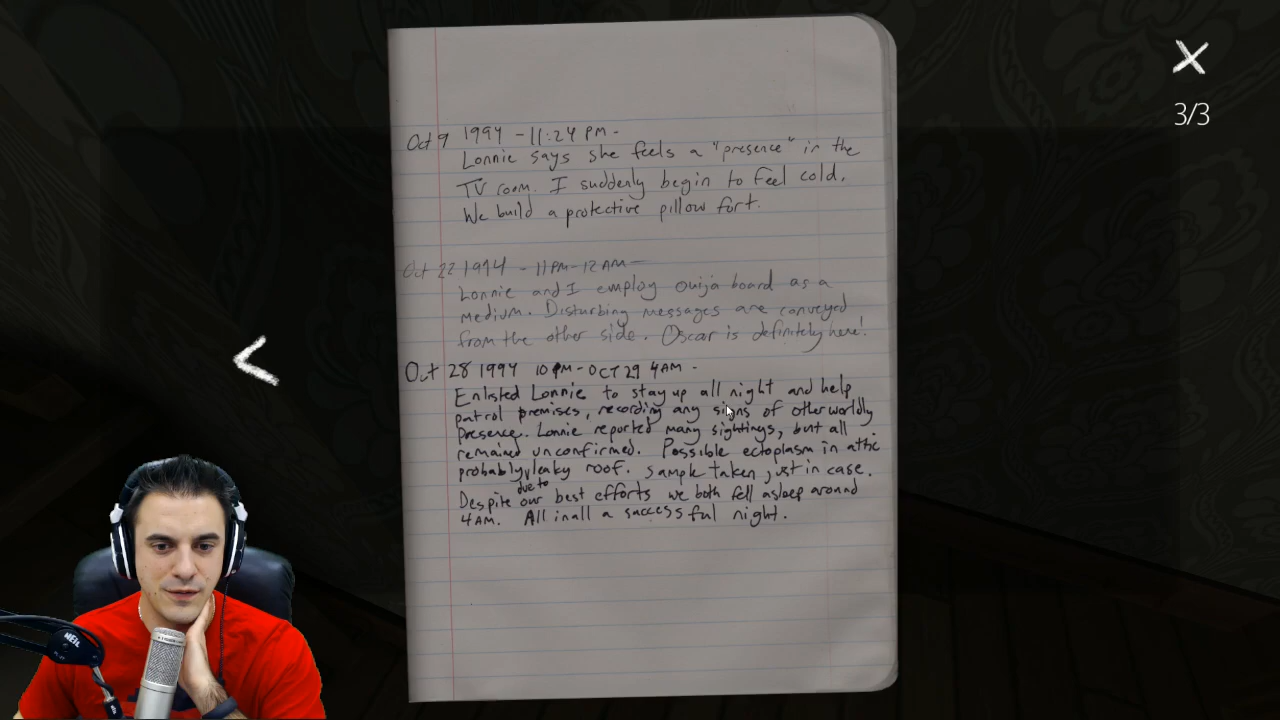 3/3
Oct 9 1994 - 11:24 PM -
Lonnie says she feels a "presence" in the
TV room. I suddenly begin to feel cold.
We build a protective pillow fort.
Oct 22 1994 - 11PM-12AM -
Lonnie and I employ ouija board as a
medium. Disturbing messages are conveyed
from the other side. Oscar is definitely here!
Oct 28 1994 10PM-OCT 29 4AM -
Enlisted Lonnie to stay up all night and help
patrol premises, recording any signs of otherworldly
presence. Lonnie reported many sightings, but all
remained unconfirmed. Possible ectoplasm in attic
probably leaky roof. sample taken just in case.
due to
Despite our best efforts we both fell asleep around
4AM. All in all a successful night.